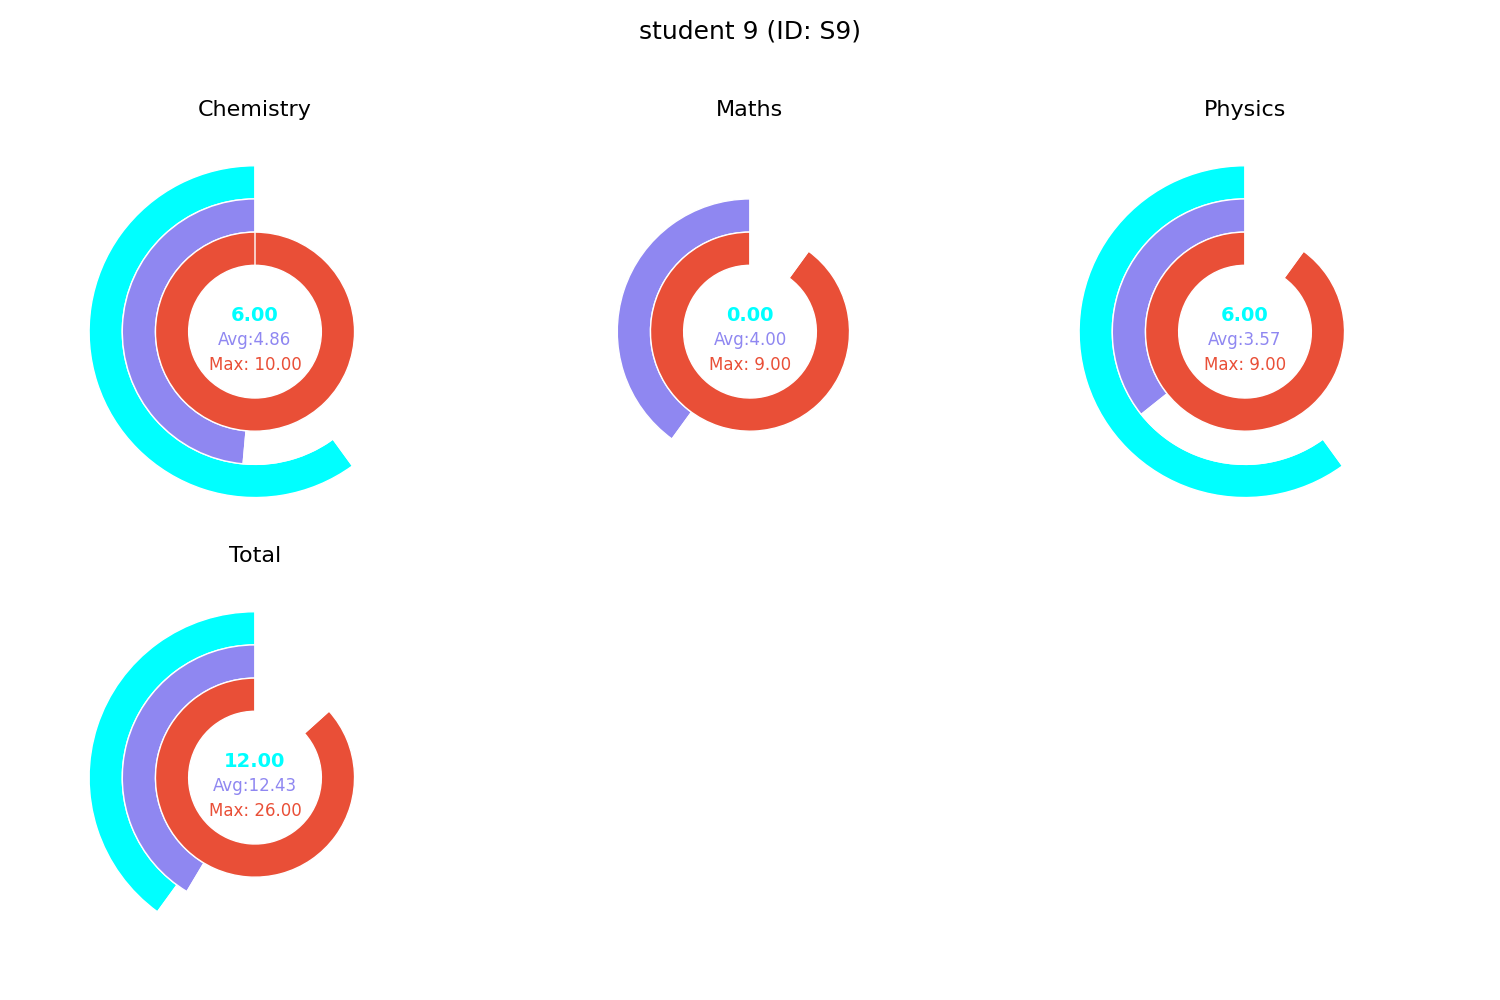 student 9 (ID: S9)
Chemistry
6.00
Avg:4.86
Max: 10.00
Maths
0.00
Avg:4.00
Max: 9.00
Physics
6.00
Avg:3.57
Max: 9.00
Total
12.00
Avg:12.43
Max: 26.00